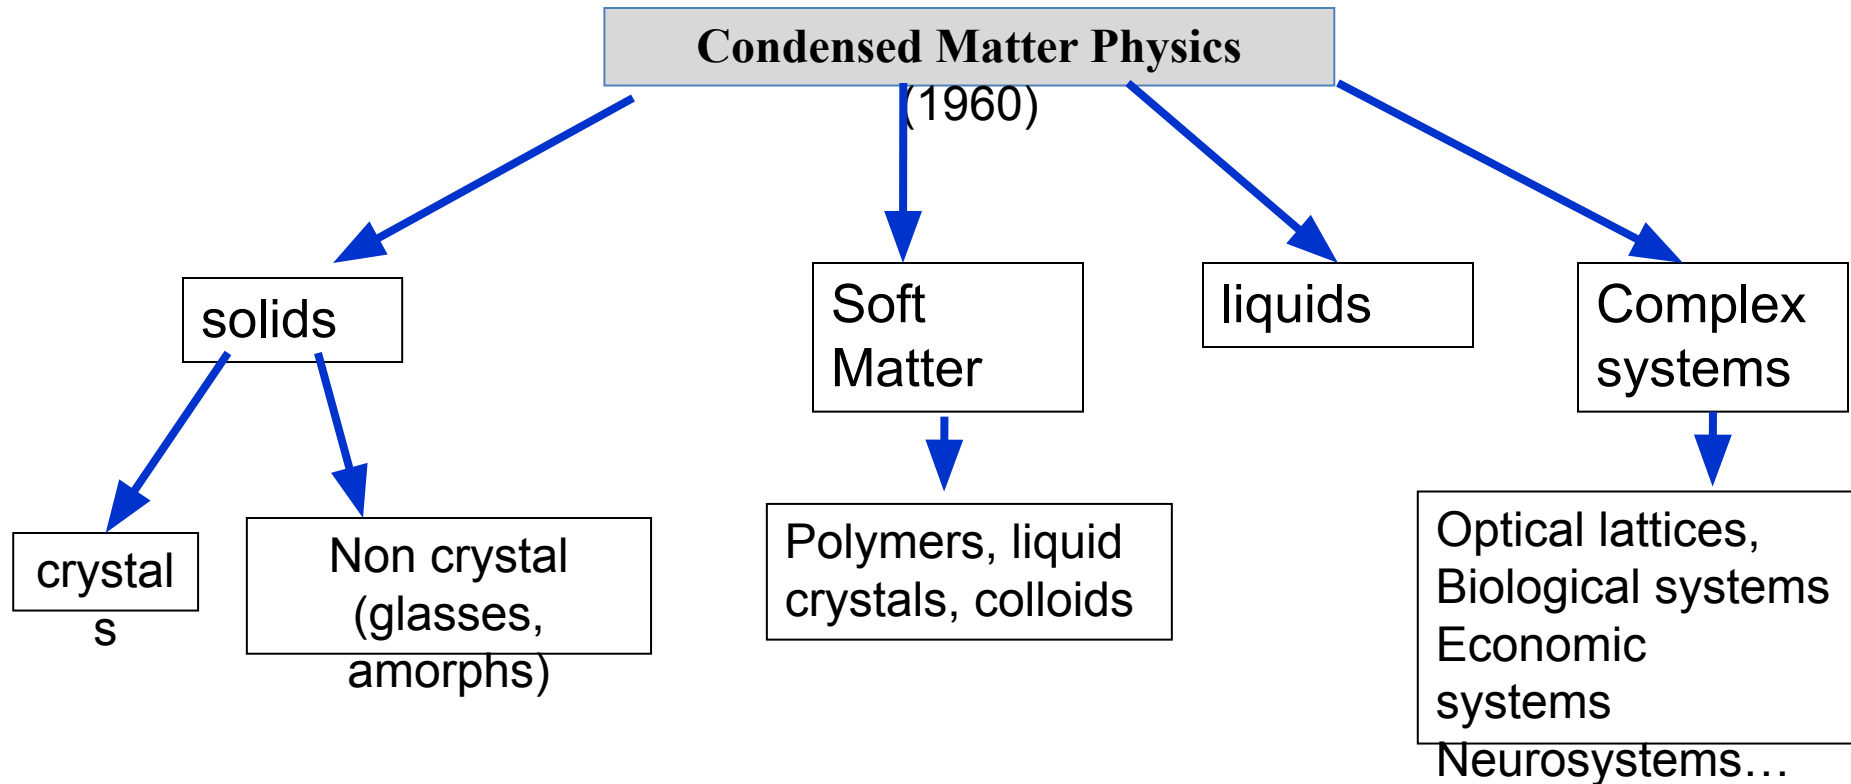 Condensed Matter Physics
(1960)
solids
Soft
Matter
liquids
Complex
systems
crystal
s
Non crystal
(glasses,
amorphs)
Polymers, liquid
crystals, colloids
Optical lattices,
Biological systems
Economic
systems
Neurosystems…